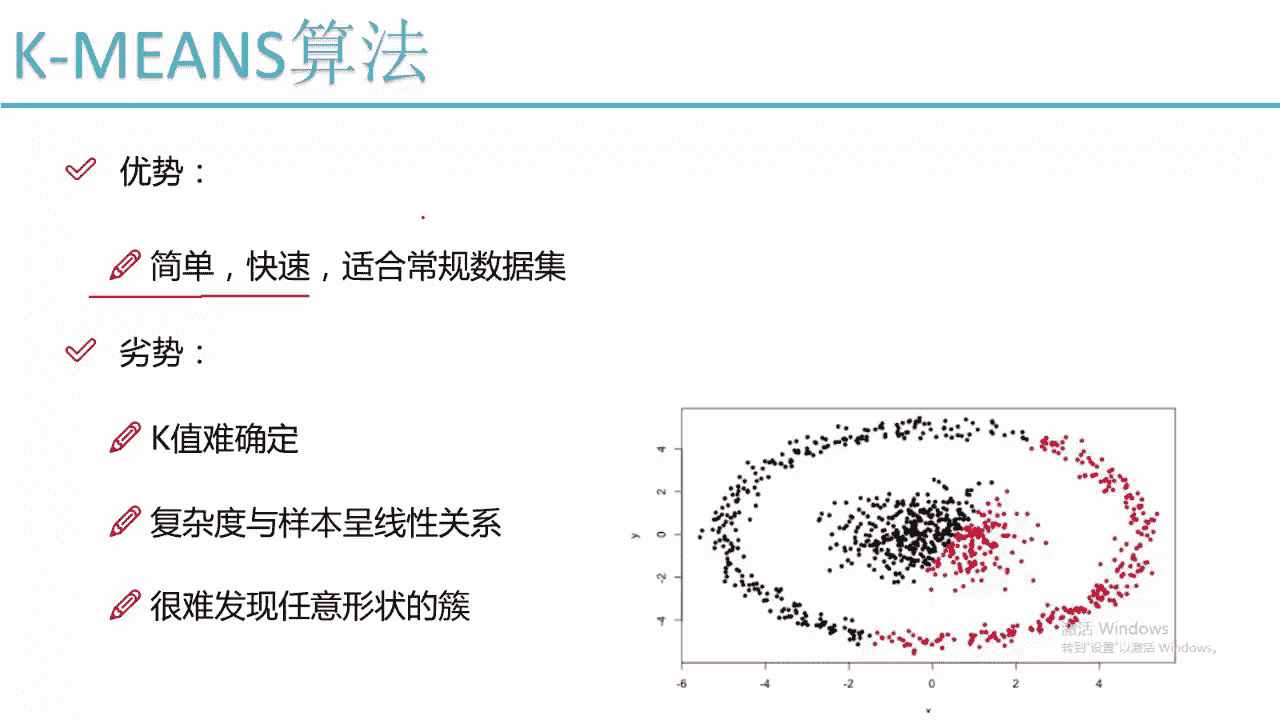 K-MEANS算法
优势：
简单，快速，适合常规数据集
劣势：
K值难确定
复杂度与样本呈线性关系
很难发现任意形状的簇
4
2
0
-2
-4
y
-6
-4
-2
0
2
4
x
激活 Windows
转到"设置"以激活 Windows。